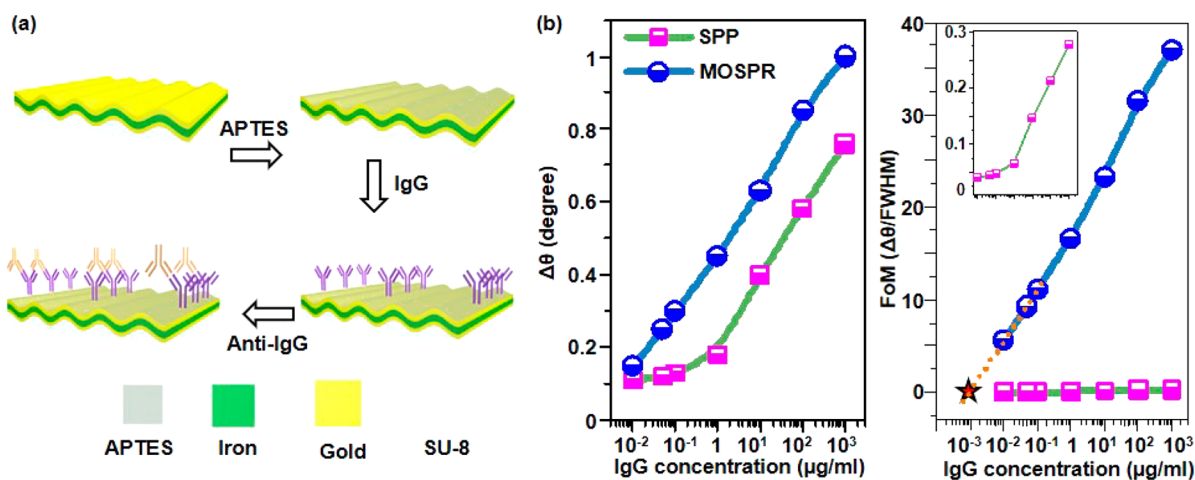 (a)
APTES
IgG
Anti-IgG
APTES
Iron
Gold
SU-8
(b)
SPP
MOSPR
1
0.8
0.6
0.4
0.2
0
Δθ (degree)
10⁻² 10⁻¹ 1 10¹ 10² 10³
IgG concentration (µg/ml)
40
30
20
10
0
FoM (Δθ/FWHM)
0.3
0.2
0.1
0
10⁻³ 10⁻² 10⁻¹ 1 10¹ 10² 10³
IgG concentration (µg/ml)